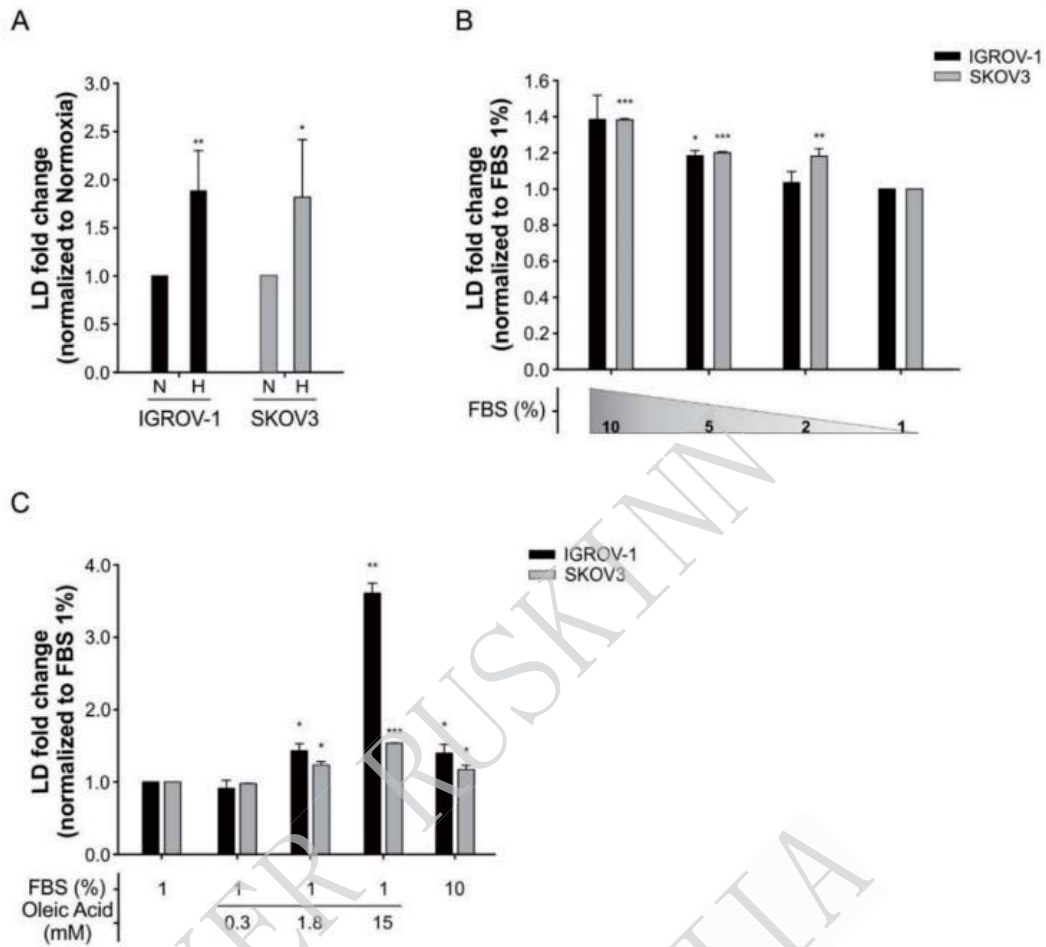 A
LD fold change
(normalized to Normoxia)
3.0
2.5
2.0
1.5
1.0
0.5
0.0
**
*
N H N H
IGROV-1 SKOV3
B
IGROV-1
SKOV3
LD fold change
(normalized to FBS 1%)
1.6
1.4
1.2
1.0
0.8
0.6
0.4
0.2
0.0
***
* ***
**
FBS (%)
10 5 2 1
C
IGROV-1
SKOV3
LD fold change
(normalized to FBS 1%)
4.0
3.0
2.0
1.0
0.0
* *
** ***
* *
FBS (%) 1 1 1 1 10
Oleic Acid
(mM) 0.3 1.8 15
RUSKINN